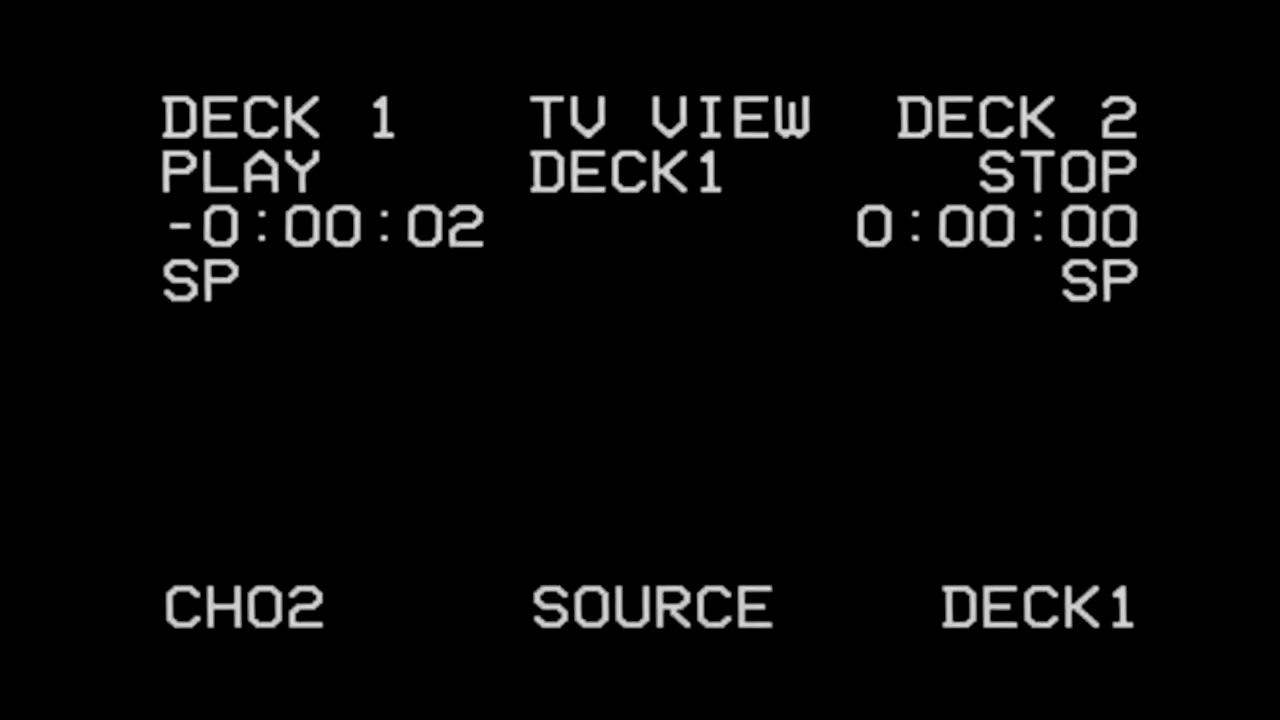 DECK 1 TV VIEW DECK 2
PLAY DECK1 STOP
-0:00:02 0:00:00
SP SP
CH02 SOURCE DECK1